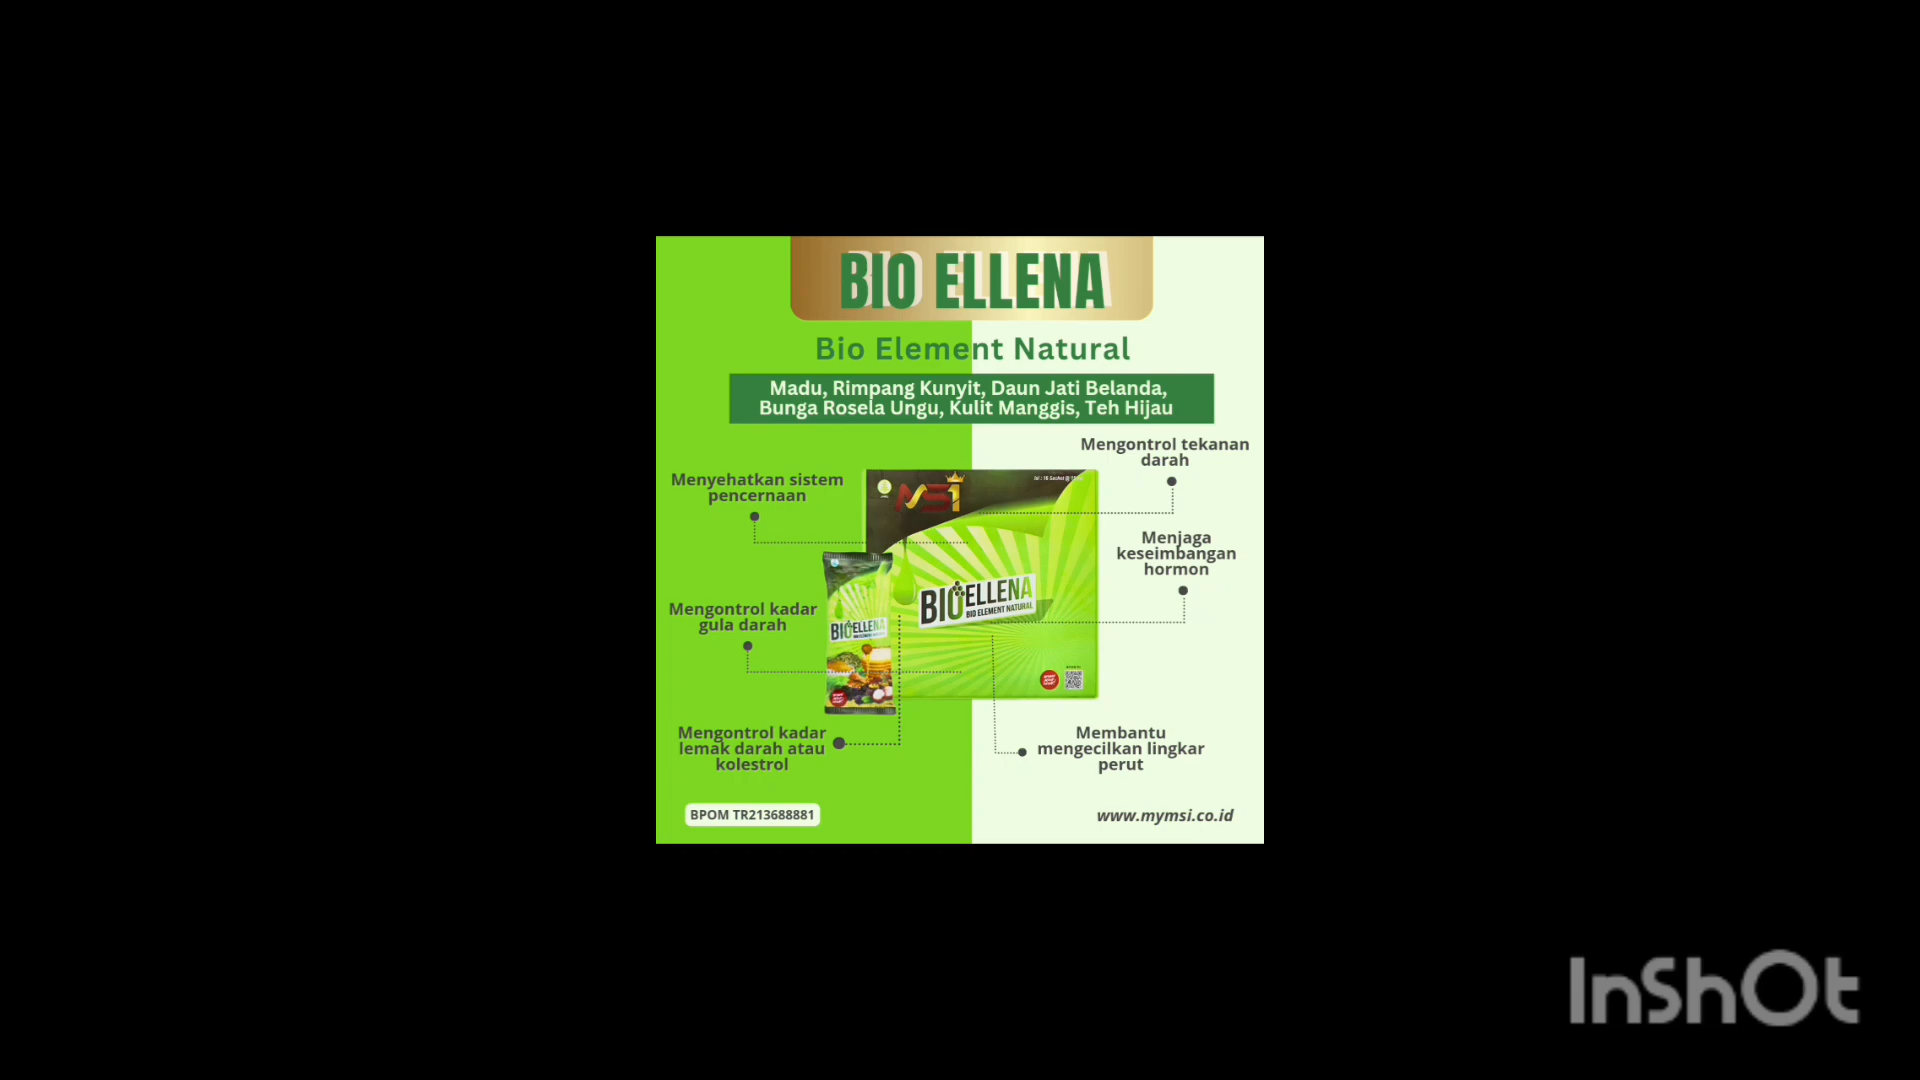 BIO ELLENA
Bio Element Natural
Madu, Rimpang Kunyit, Daun Jati Belanda,
Bunga Rosela Ungu, Kulit Manggis, Teh Hijau
Mengontrol tekanan
darah
Menyehatkan sistem
pencernaan
MS1
Menjaga
keseimbangan
hormon
BIOELLENA
BIO ELEMENT NATURAL
BIOELLENA
Mengontrol kadar
gula darah
Mengontrol kadar
lemak darah atau
kolestrol
Membantu
mengecilkan lingkar
perut
BPOM TR213688881
www.mymsi.co.id
InShOt